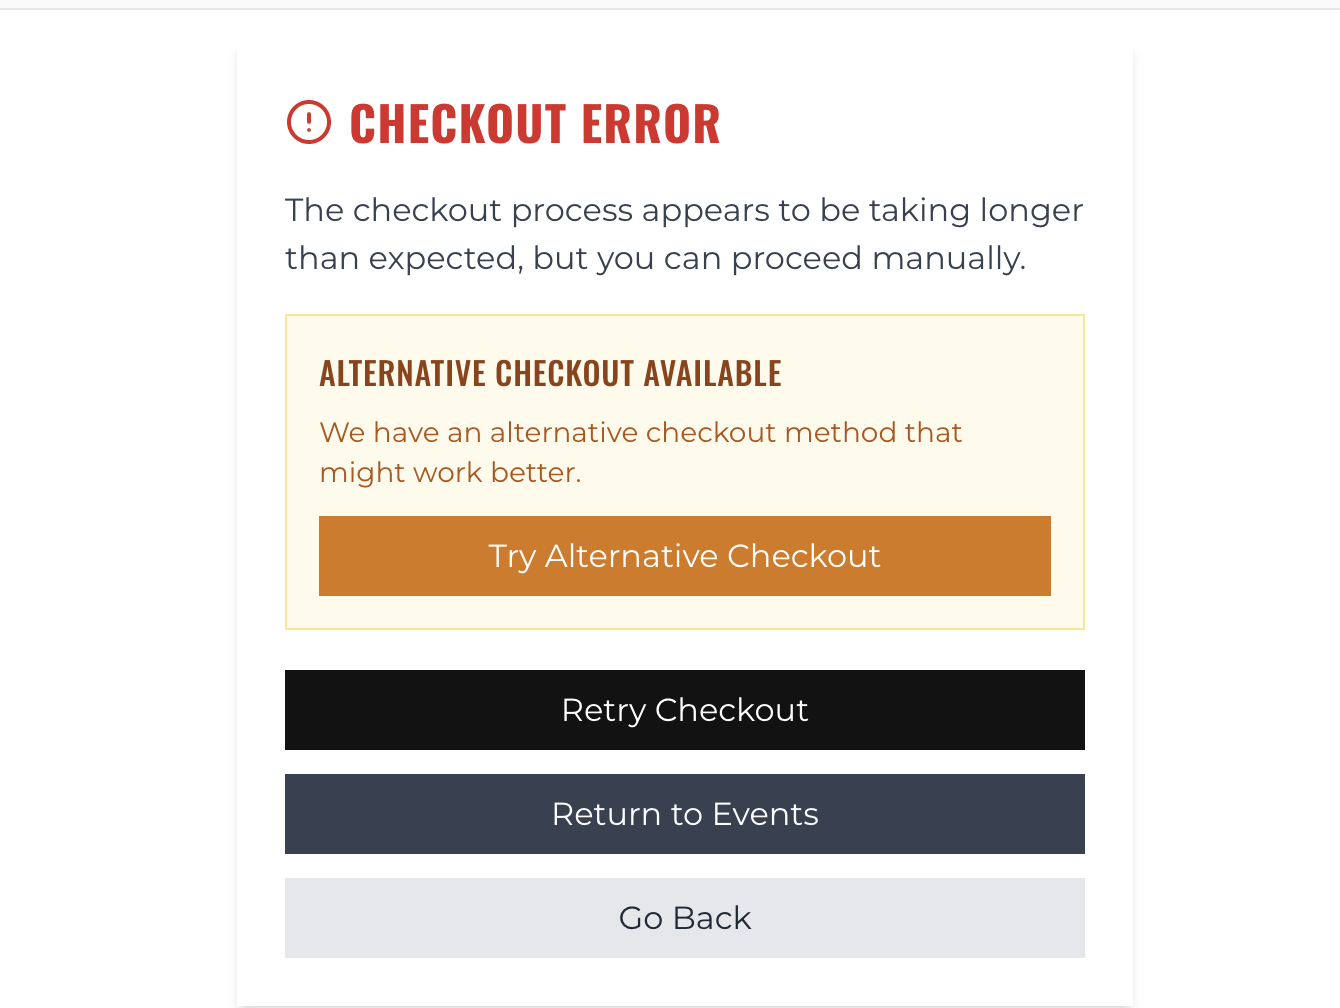 CHECKOUT ERROR
The checkout process appears to be taking longer
than expected, but you can proceed manually.
ALTERNATIVE CHECKOUT AVAILABLE
We have an alternative checkout method that
might work better.
Try Alternative Checkout
Retry Checkout
Return to Events
Go Back